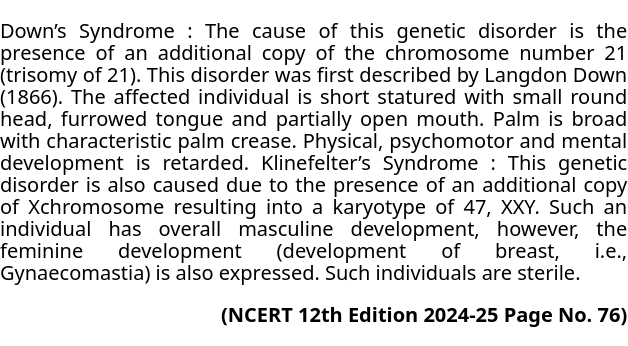 Down’s Syndrome : The cause of this genetic disorder is the
presence of an additional copy of the chromosome number 21
(trisomy of 21). This disorder was first described by Langdon Down
(1866). The affected individual is short statured with small round
head, furrowed tongue and partially open mouth. Palm is broad
with characteristic palm crease. Physical, psychomotor and mental
development is retarded. Klinefelter’s Syndrome : This genetic
disorder is also caused due to the presence of an additional copy
of Xchromosome resulting into a karyotype of 47, XXY. Such an
individual has overall masculine development, however, the
feminine development (development of breast, i.e.,
Gynaecomastia) is also expressed. Such individuals are sterile.
(NCERT 12th Edition 2024-25 Page No. 76)